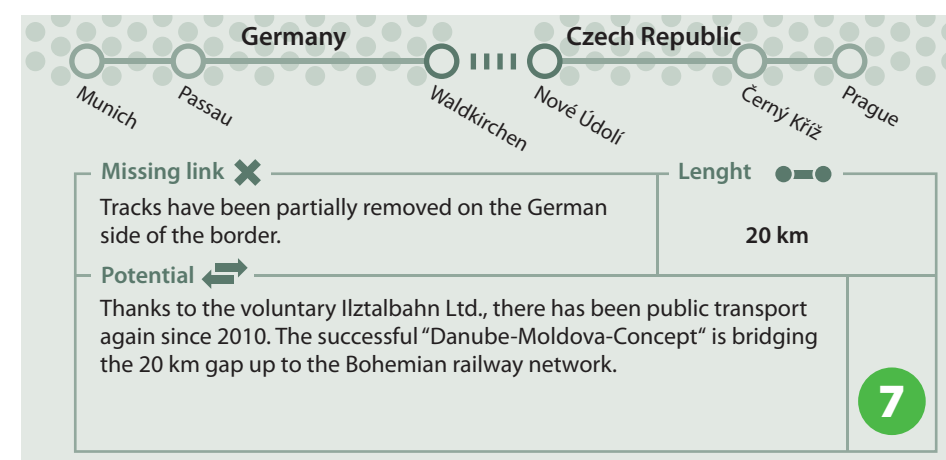 Germany Czech Republic
Munich
Passau
Waldkirchen
Nové Údolí
Černý Kříž
Prague
Missing link
Lenght
Tracks have been partially removed on the German
side of the border.
20 km
Potential
Thanks to the voluntary Ilztalbahn Ltd., there has been public transport
again since 2010. The successful “Danube-Moldova-Concept“ is bridging
the 20 km gap up to the Bohemian railway network.
7